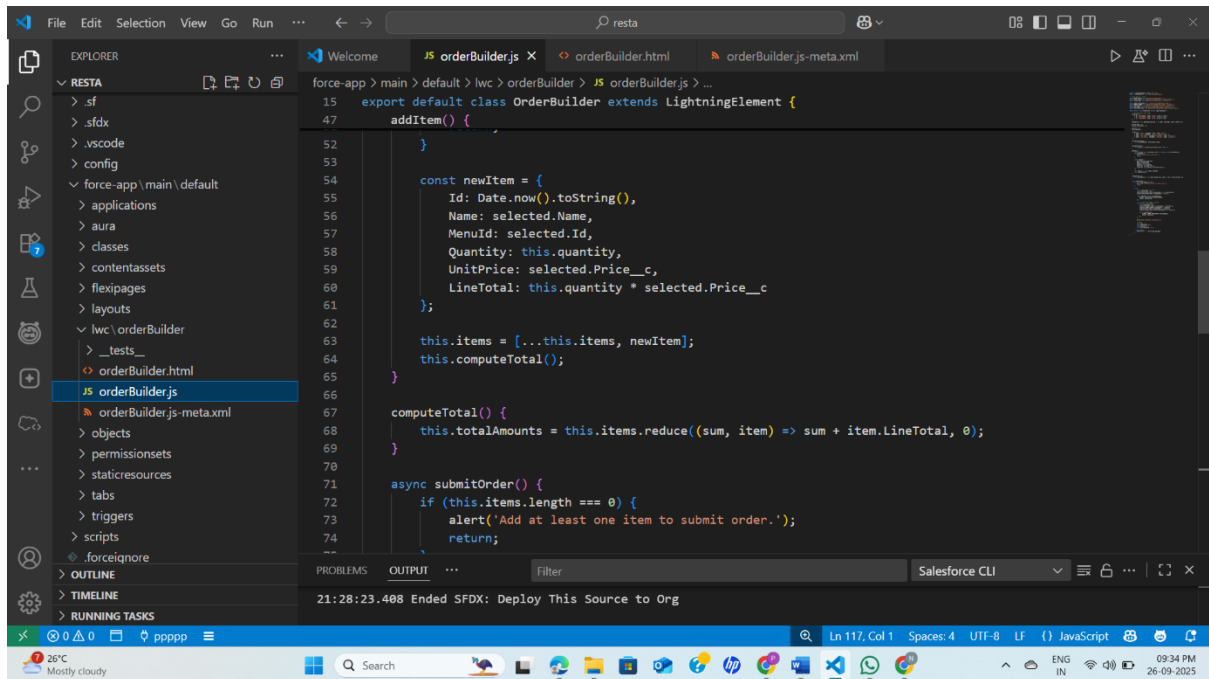 File Edit Selection View Go Run ··· resta
EXPLORER ···
RESTA
.sf
.sfdx
.vscode
config
force-app\main\default
applications
aura
classes
contentassets
flexipages
layouts
lwc\orderBuilder
__tests__
orderBuilder.html
JS orderBuilder.js
orderBuilder.js-meta.xml
objects
permissionsets
staticresources
tabs
triggers
scripts
.forceignore
OUTLINE
TIMELINE
RUNNING TASKS
7
Welcome JS orderBuilder.js orderBuilder.html orderBuilder.js-meta.xml
force-app > main > default > lwc > orderBuilder > JS orderBuilder.js > ...
15 export default class OrderBuilder extends LightningElement {
47 addItem() {
52 }
53
54 const newItem = {
55 Id: Date.now().toString(),
56 Name: selected.Name,
57 MenuId: selected.Id,
58 Quantity: this.quantity,
59 UnitPrice: selected.Price__c,
60 LineTotal: this.quantity * selected.Price__c
61 };
62
63 this.items = [...this.items, newItem];
64 this.computeTotal();
65 }
66
67 computeTotal() {
68 this.totalAmounts = this.items.reduce((sum, item) => sum + item.LineTotal, 0);
69 }
70
71 async submitOrder() {
72 if (this.items.length === 0) {
73 alert('Add at least one item to submit order.');
74 return;
PROBLEMS OUTPUT ··· Filter Salesforce CLI
21:28:23.408 Ended SFDX: Deploy This Source to Org
0 0 ppppp Ln 117, Col 1 Spaces: 4 UTF-8 LF {} JavaScript
26°C
Mostly cloudy
Search
ENG
IN
09:34 PM
26-09-2025